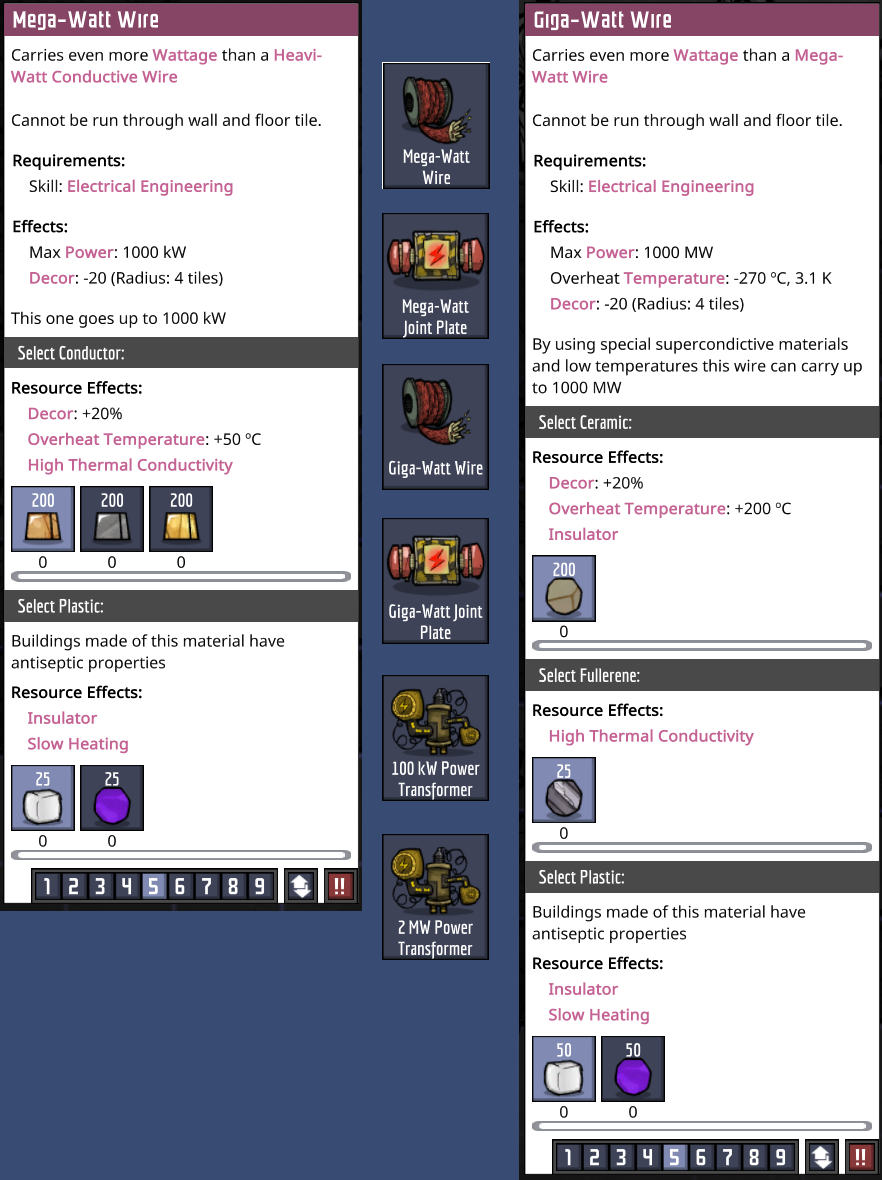 Mega-Watt Wire
Carries even more Wattage than a Heavi-
Watt Conductive Wire
Cannot be run through wall and floor tile.
Requirements:
Skill: Electrical Engineering
Effects:
Max Power: 1000 kW
Decor: -20 (Radius: 4 tiles)
This one goes up to 1000 kW
Select Conductor:
Resource Effects:
Decor: +20%
Overheat Temperature: +50 ºC
High Thermal Conductivity
200 200 200
0 0 0
Select Plastic:
Buildings made of this material have
antiseptic properties
Resource Effects:
Insulator
Slow Heating
25 25
0 0
1 2 3 4 5 6 7 8 9 !!
Mega-Watt
Wire
Mega-Watt
Joint Plate
Giga-Watt Wire
Giga-Watt Joint
Plate
100 kW Power
Transformer
2 MW Power
Transformer
Giga-Watt Wire
Carries even more Wattage than a Mega-
Watt Wire
Cannot be run through wall and floor tile.
Requirements:
Skill: Electrical Engineering
Effects:
Max Power: 1000 MW
Overheat Temperature: -270 ºC, 3.1 K
Decor: -20 (Radius: 4 tiles)
By using special supercondictive materials
and low temperatures this wire can carry up
to 1000 MW
Select Ceramic:
Resource Effects:
Decor: +20%
Overheat Temperature: +200 ºC
Insulator
200
0
Select Fullerene:
Resource Effects:
High Thermal Conductivity
25
0
Select Plastic:
Buildings made of this material have
antiseptic properties
Resource Effects:
Insulator
Slow Heating
50 50
0 0
1 2 3 4 5 6 7 8 9 !!